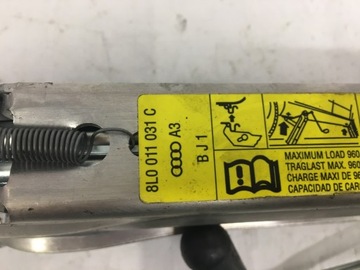 8L0 011 031 C
A3
BJ1
MAXIMUM LOAD 960
TRAGLAST MAX. 960
CHARGE MAXI DE 96
CAPACIDAD DE CAR